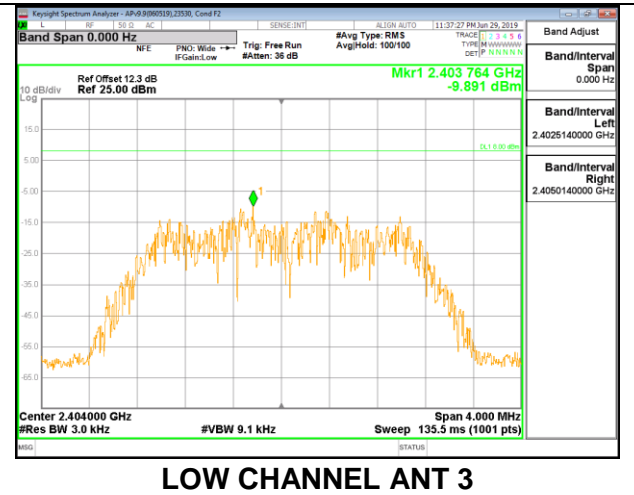 Keysight Spectrum Analyzer - APv9.9(060519),23530, Cond F2
L RF 50 Ω AC SENSE:INT ALIGN AUTO 11:37:27 PM Jun 29, 2019
Band Span 0.000 Hz
NFE
PNO: Wide
IFGain:Low
Trig: Free Run
#Atten: 36 dB
#Avg Type: RMS
Avg|Hold: 100/100
TRACE 1 2 3 4 5 6
TYPE M W W W W W
DET P N N N N N
Band Adjust
Band/Interval
Span
0.000 Hz
Band/Interval
Left
2.4025140000 GHz
Band/Interval
Right
2.4050140000 GHz
Mkr1 2.403 764 GHz
-9.891 dBm
Ref Offset 12.3 dB
Ref 25.00 dBm
10 dB/div
Log
15.0
DL1 8.00 dBm
5.00
-5.00
1
-15.0
-25.0
-35.0
-45.0
-55.0
-65.0
Center 2.404000 GHz
Span 4.000 MHz
#Res BW 3.0 kHz
#VBW 9.1 kHz
Sweep 135.5 ms (1001 pts)
MSG
STATUS
LOW CHANNEL ANT 3